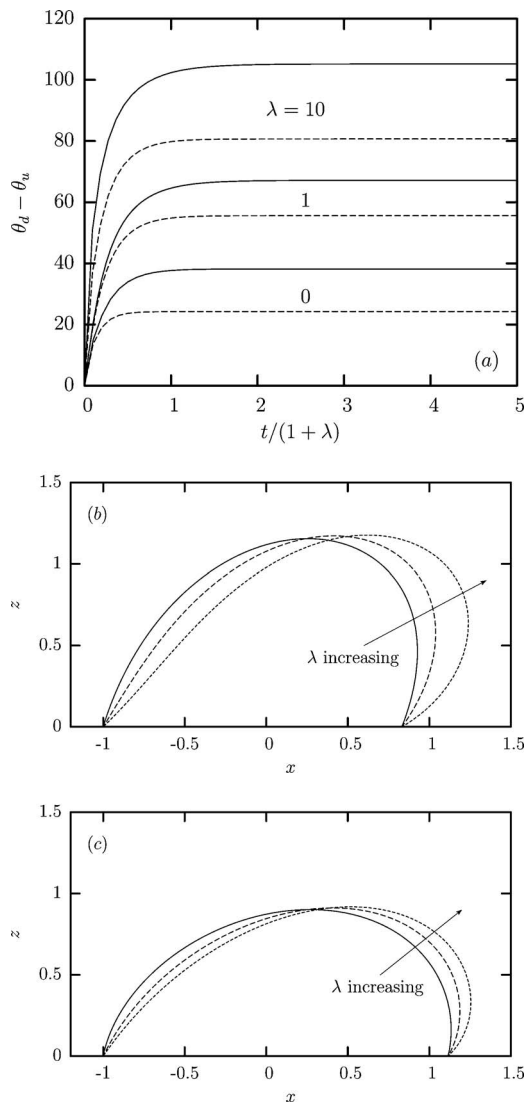 120
100
80
60
40
20
0
θ_d − θ_u
λ = 10
1
0
(a)
0 1 2 3 4 5
t/(1 + λ)
1.5
(b)
1
z
0.5
λ increasing
0
-1 -0.5 0 0.5 1 1.5
x
1.5
(c)
1
z
0.5
λ increasing
0
-1 -0.5 0 0.5 1 1.5
x